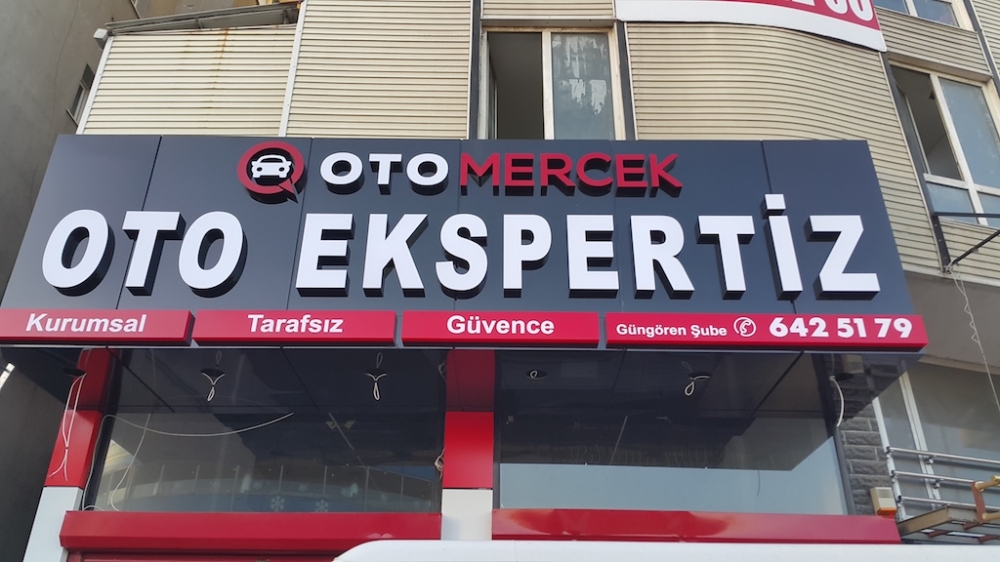 OTOMERCEK
OTO EKSPERTİZ
Kurumsal Tarafsız Güvence Güngören Şube 642 51 79